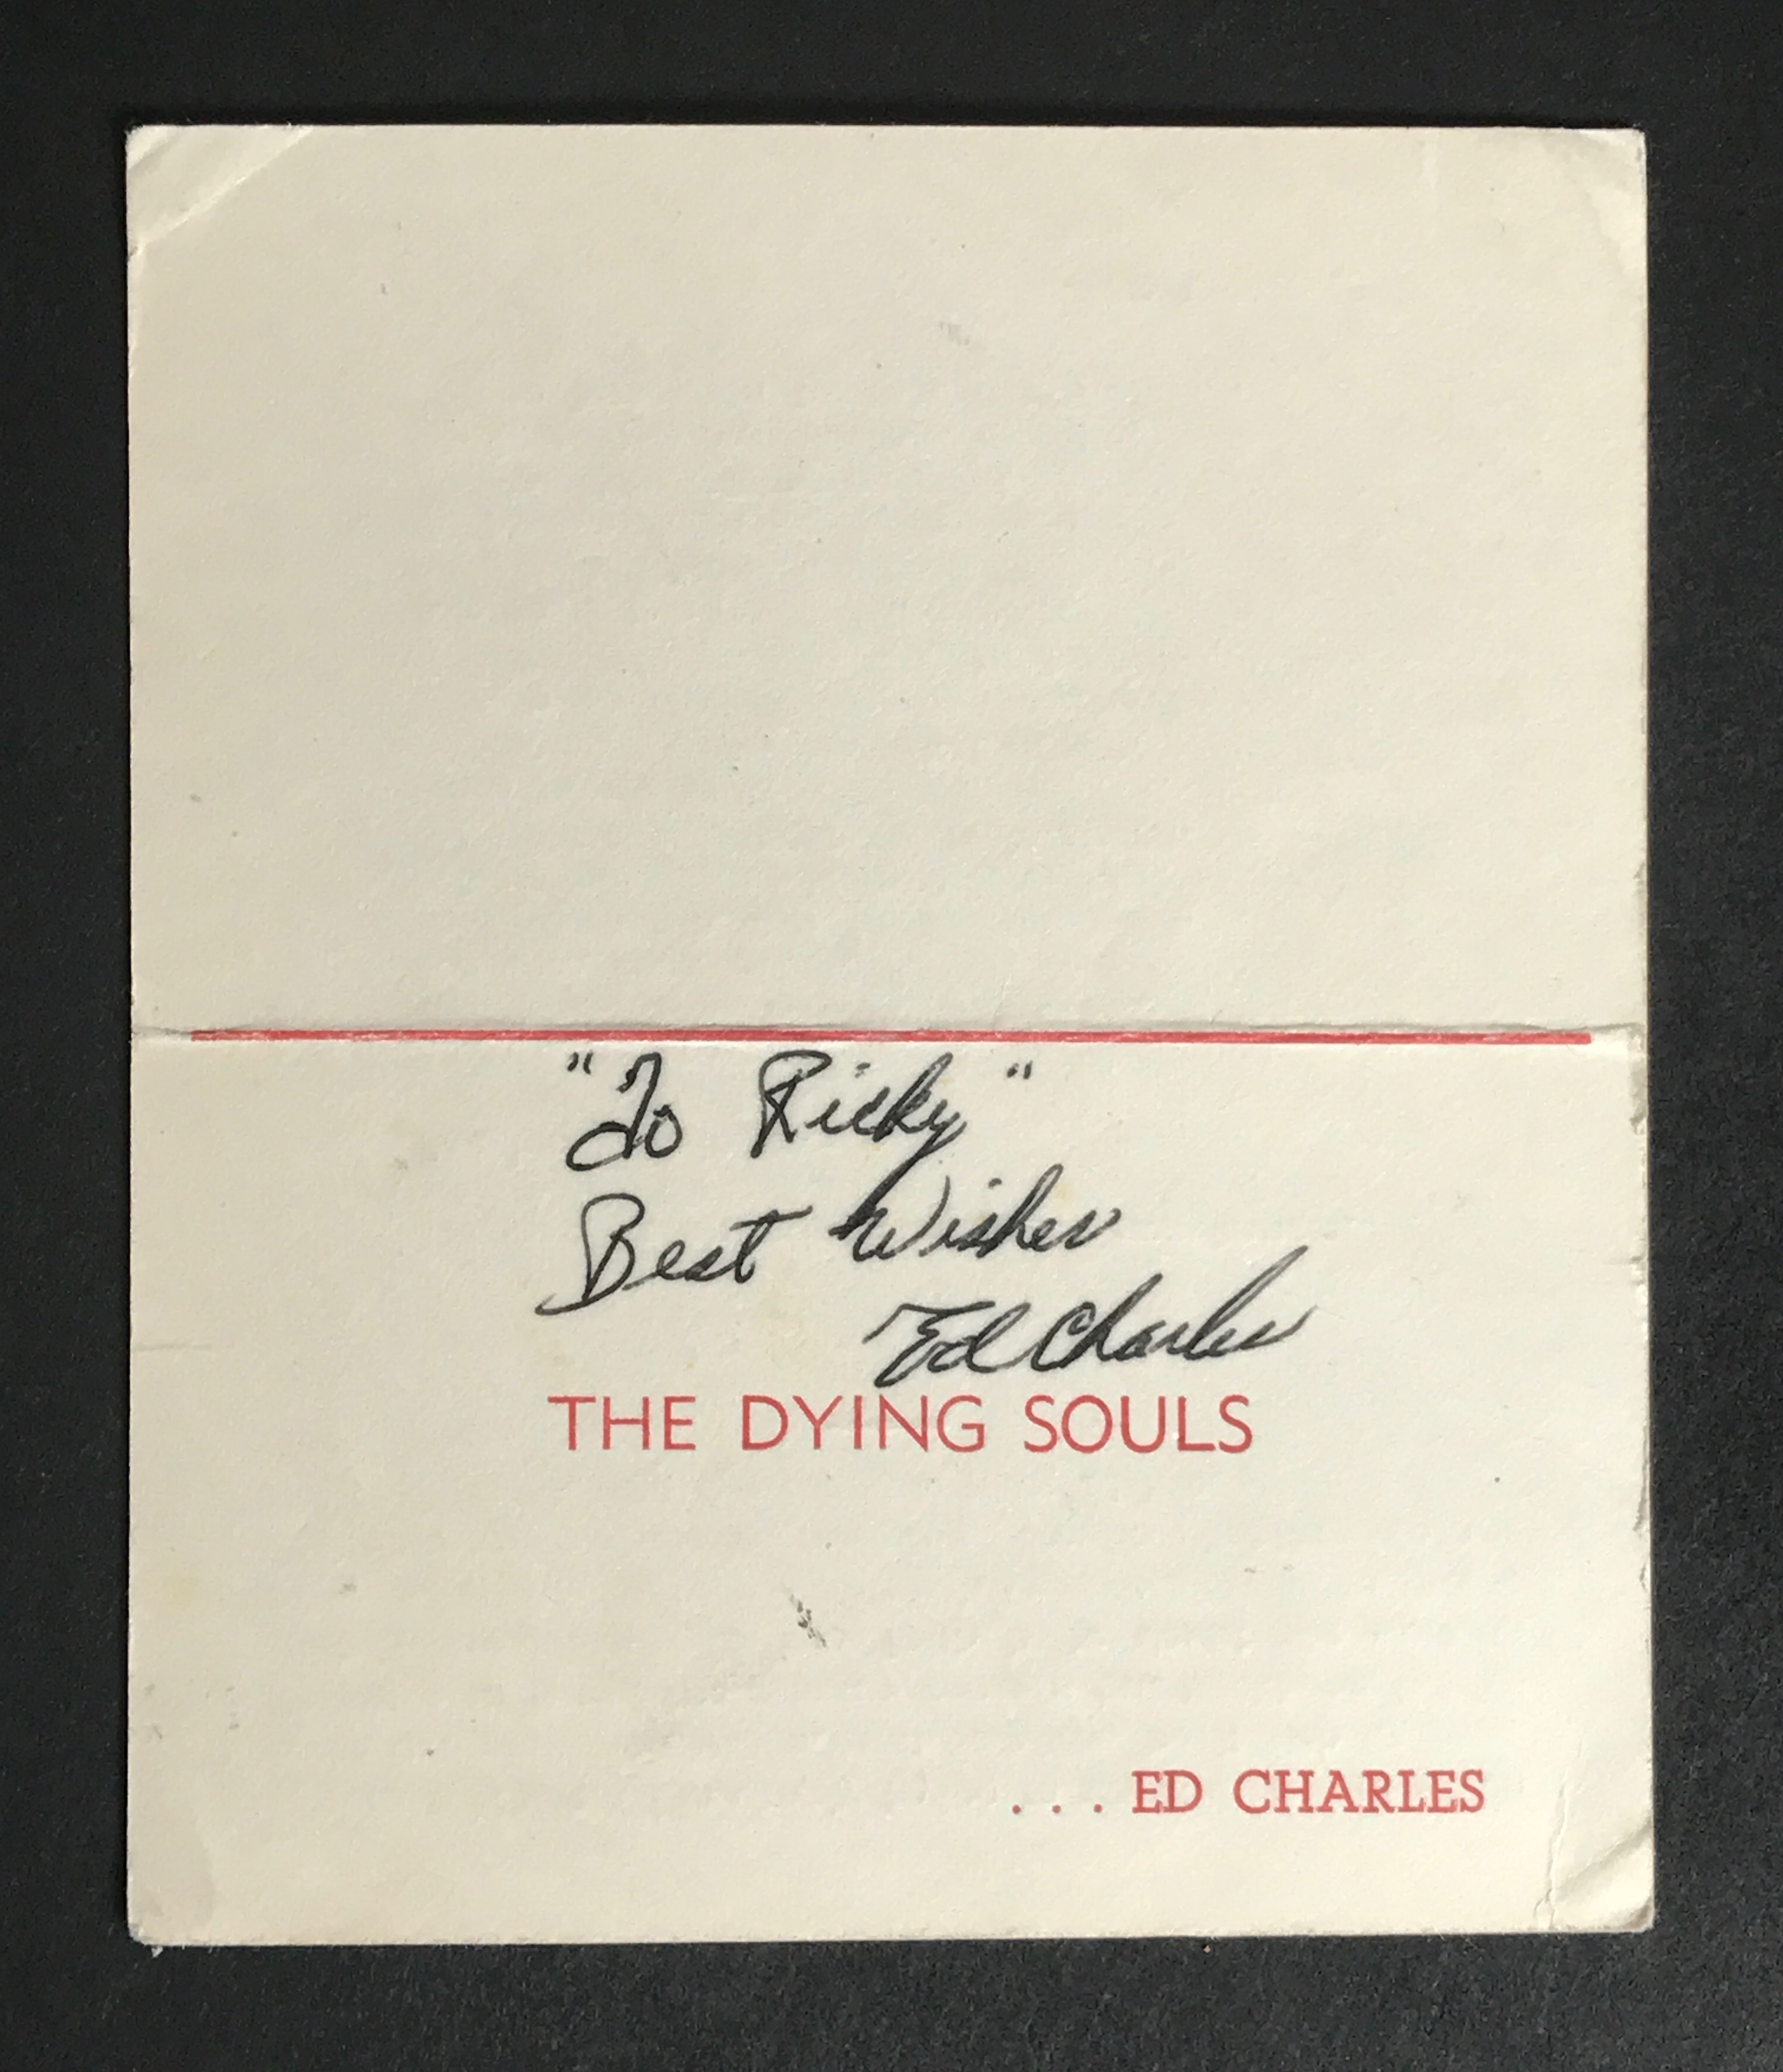 "To Ricky"
Best Wishes
Ed Charles
THE DYING SOULS
. . . ED CHARLES